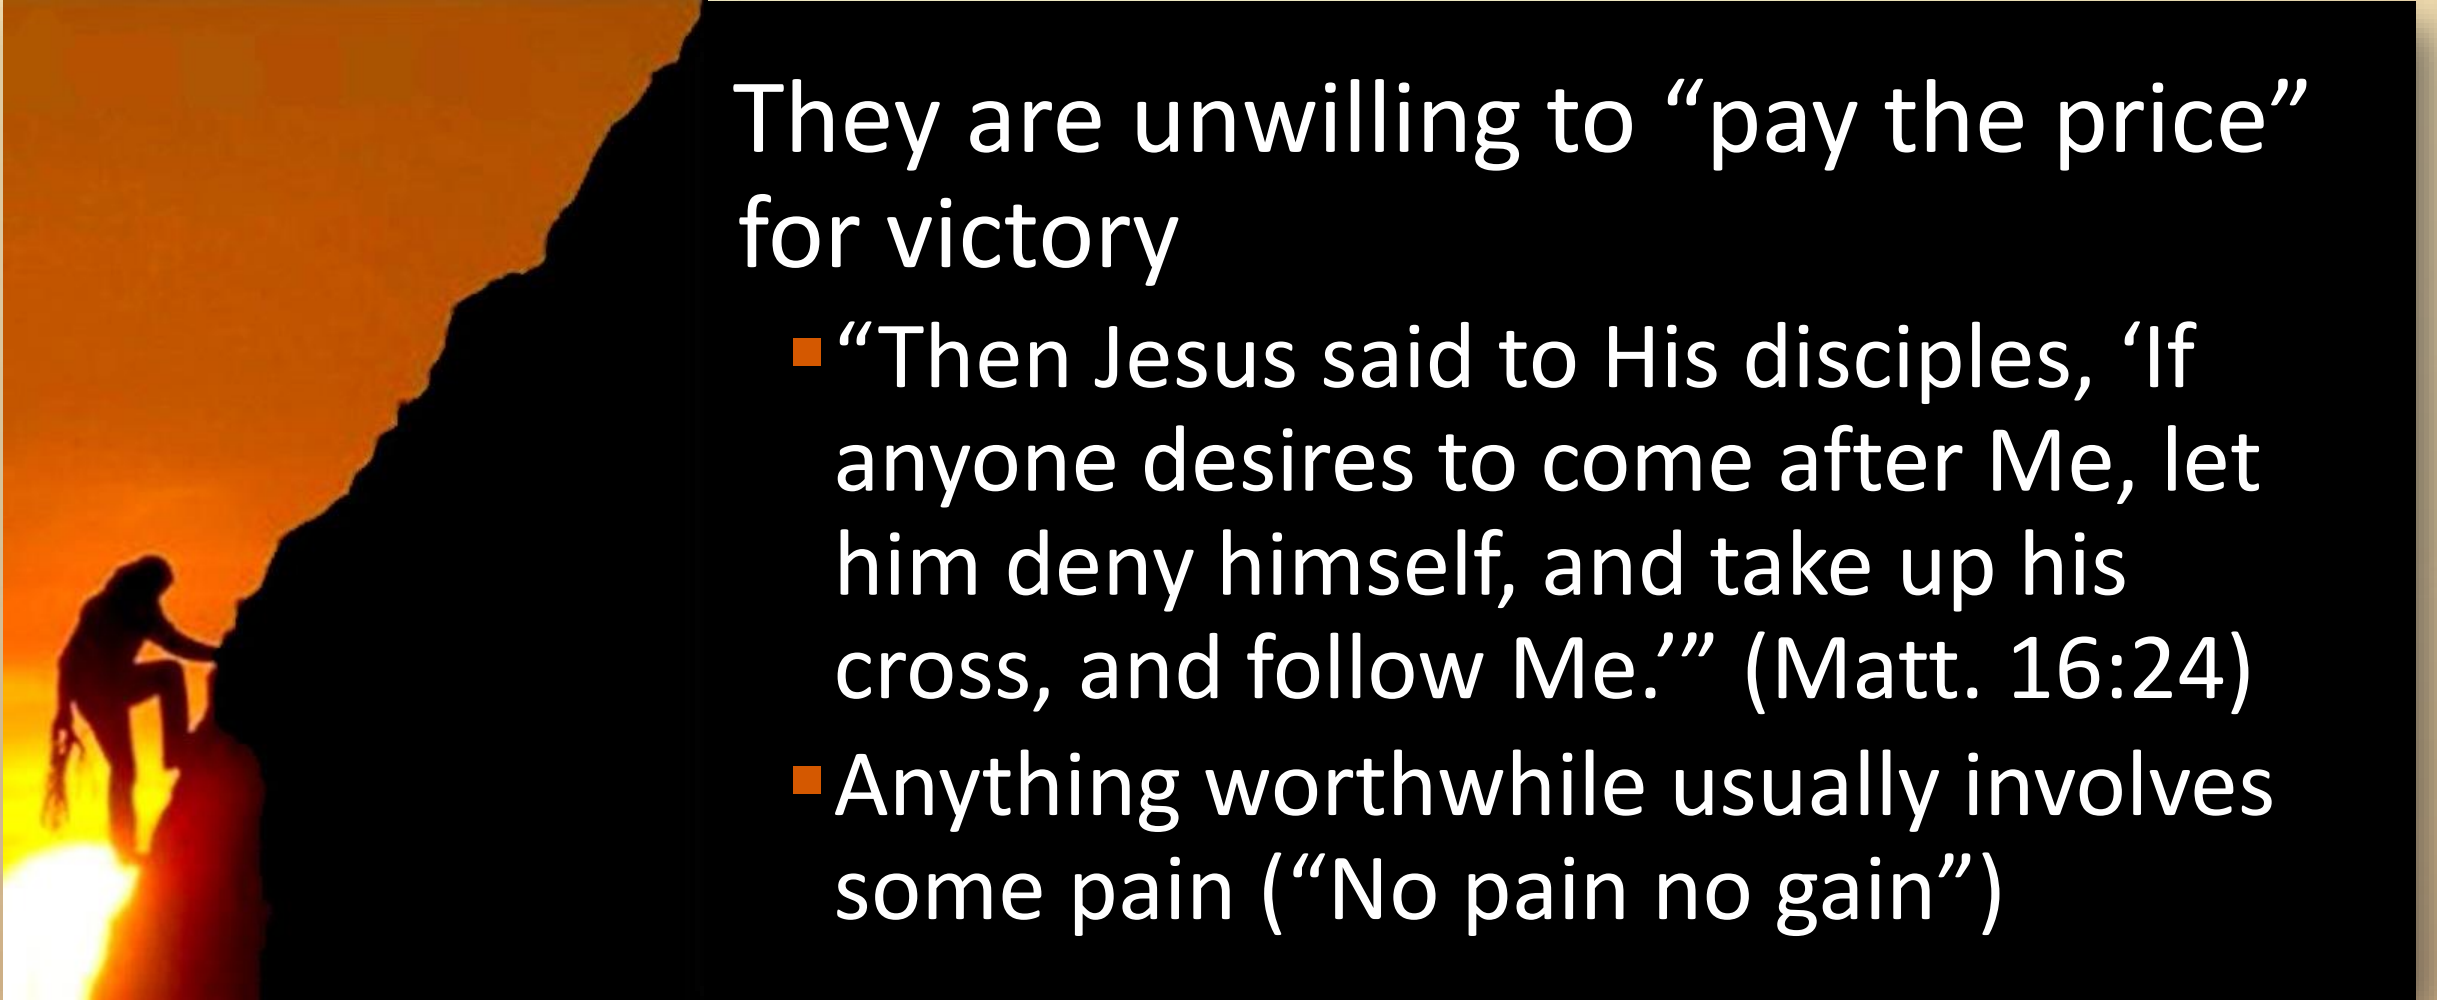 They are unwilling to “pay the price”
for victory
“Then Jesus said to His disciples, ‘If
anyone desires to come after Me, let
him deny himself, and take up his
cross, and follow Me.’” (Matt. 16:24)
Anything worthwhile usually involves
some pain (“No pain no gain”)